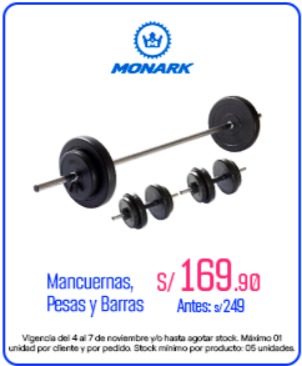 MONARK
Mancuernas,
Pesas y Barras
S/ 169.90
Antes: s/ 249
Vigencia del 4 al 7 de noviembre y/o hasta agotar stock. Máximo 01
unidad por cliente y por pedido. Stock mínimo por producto: 05 unidades.